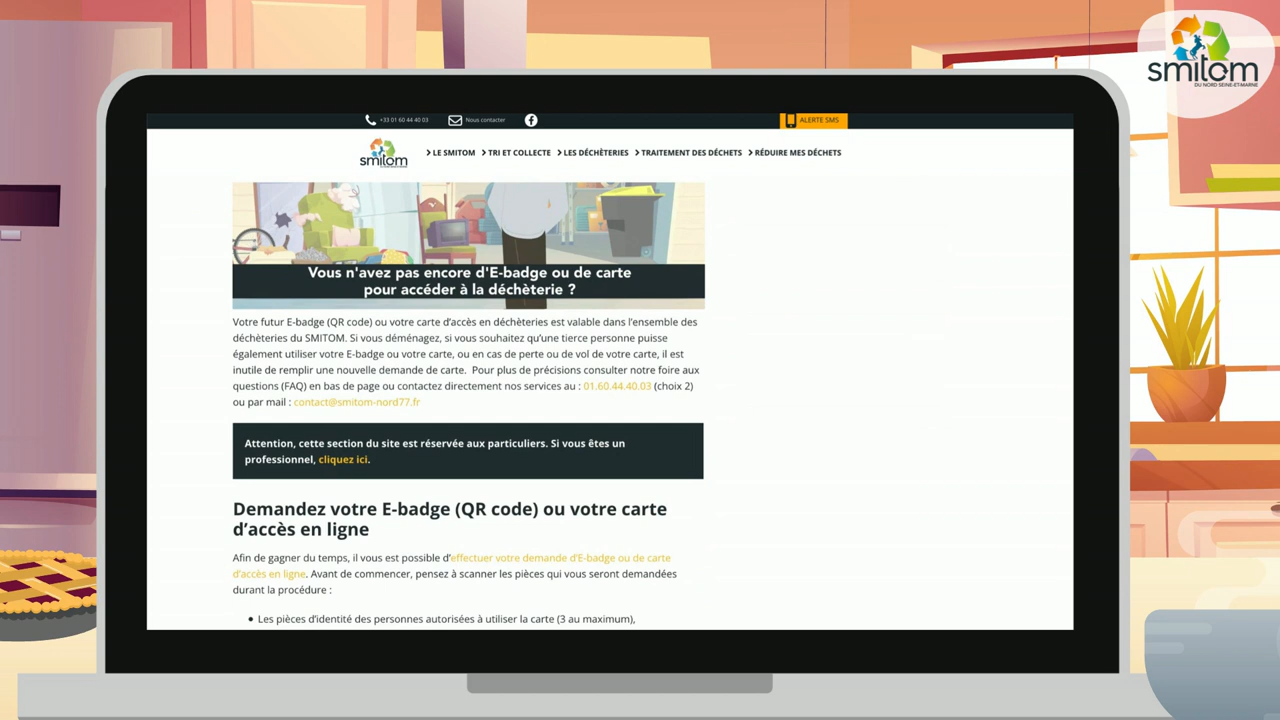 smitom
DU NORD SEINE-ET-MARNE
+33 01 60 44 40 03
Nous contacter
ALERTE SMS
smitom
LE SMITOM
TRI ET COLLECTE
LES DÉCHÈTERIES
TRAITEMENT DES DÉCHETS
RÉDUIRE MES DÉCHETS
Vous n'avez pas encore d'E-badge ou de carte
pour accéder à la déchèterie ?
Votre futur E-badge (QR code) ou votre carte d'accès en déchèteries est valable dans l'ensemble des
déchèteries du SMITOM. Si vous déménagez, si vous souhaitez qu'une tierce personne puisse
également utiliser votre E-badge ou votre carte, ou en cas de perte ou de vol de votre carte, il est
inutile de remplir une nouvelle demande de carte. Pour plus de précisions consulter notre foire aux
questions (FAQ) en bas de page ou contactez directement nos services au : 01.60.44.40.03 (choix 2)
ou par mail : contact@smitom-nord77.fr
Attention, cette section du site est réservée aux particuliers. Si vous êtes un
professionnel, cliquez ici.
Demandez votre E-badge (QR code) ou votre carte
d'accès en ligne
Afin de gagner du temps, il vous est possible d'effectuer votre demande d'E-badge ou de carte
d'accès en ligne. Avant de commencer, pensez à scanner les pièces qui vous seront demandées
durant la procédure :
• Les pièces d'identité des personnes autorisées à utiliser la carte (3 au maximum),